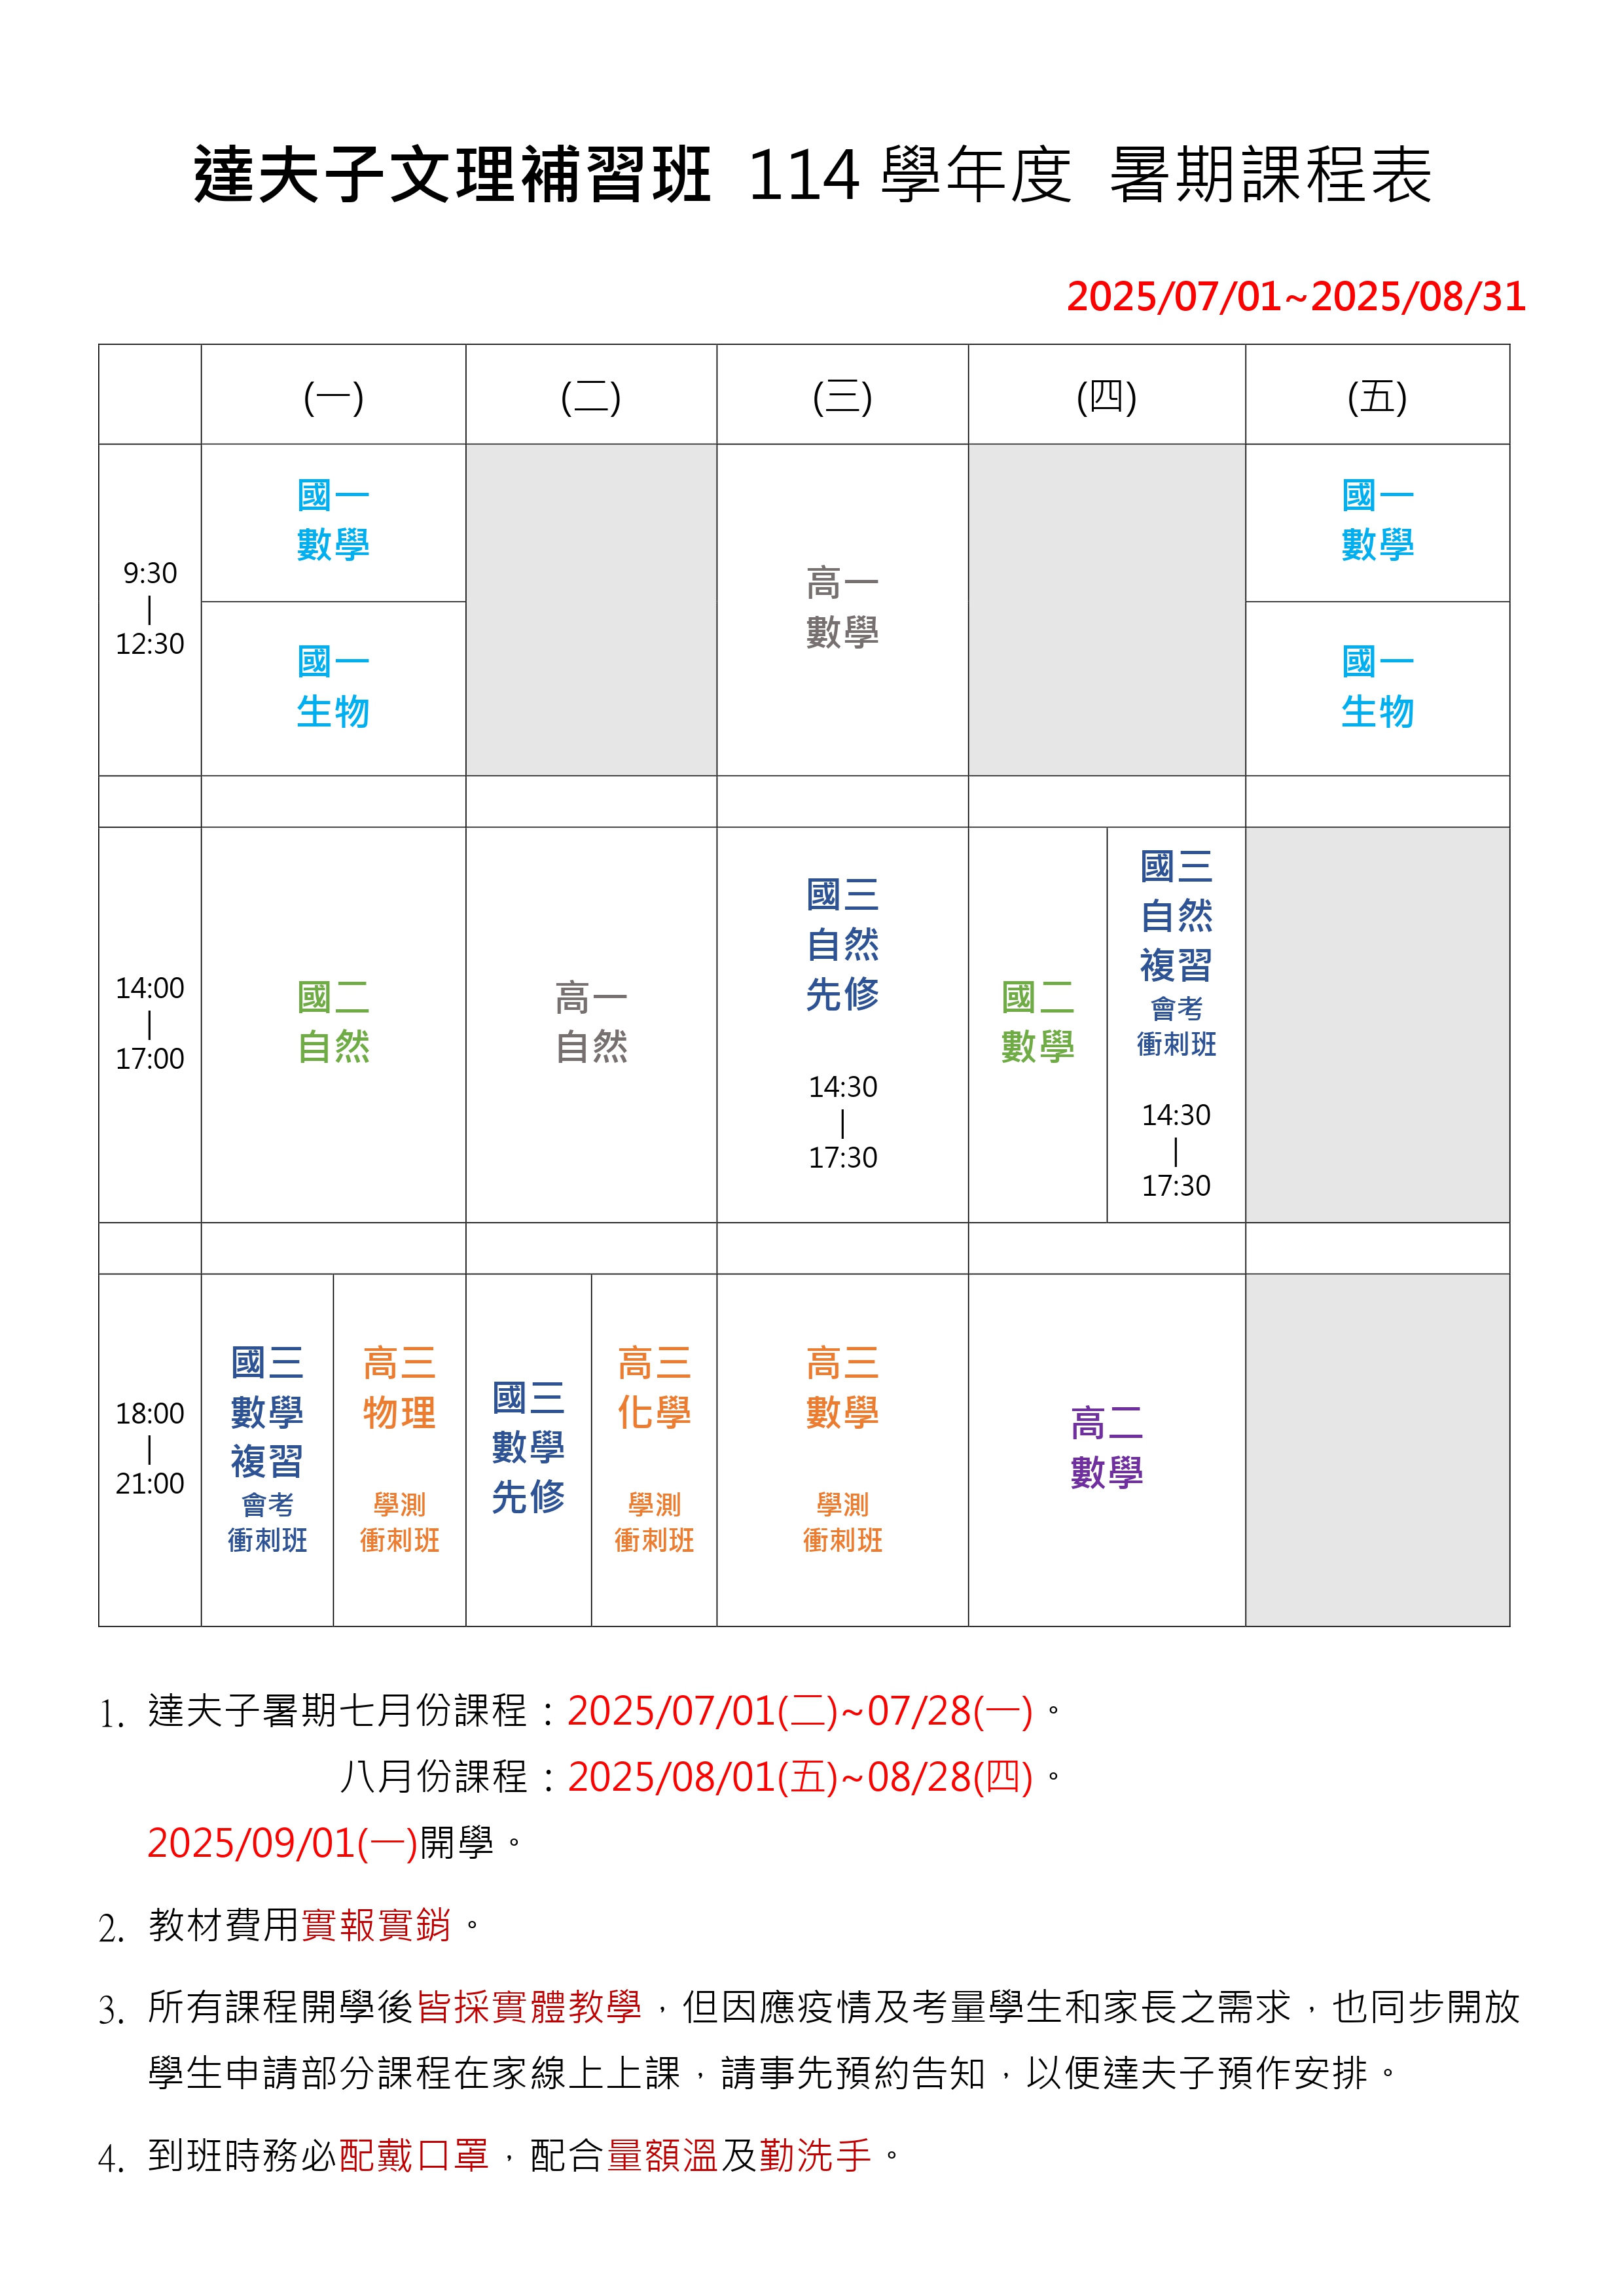 達夫子文理補習班 114 學年度 暑期課程表
2025/07/01~2025/08/31
(一) (二) (三) (四) (五)
9:30
|
12:30
國一
數學
國一
生物
高一
數學
國一
數學
國一
生物
14:00
|
17:00
國二
自然
高一
自然
國三
自然
先修
14:30
|
17:30
國二
數學
國三
自然
複習
會考
衝刺班
14:30
|
17:30
18:00
|
21:00
國三
數學
複習
會考
衝刺班
高三
物理
學測
衝刺班
國三
數學
先修
高三
化學
學測
衝刺班
高三
數學
學測
衝刺班
高二
數學
1. 達夫子暑期七月份課程：2025/07/01(二)~07/28(一)。
八月份課程：2025/08/01(五)~08/28(四)。
2025/09/01(一)開學。
2. 教材費用實報實銷。
3. 所有課程開學後皆採實體教學，但因應疫情及考量學生和家長之需求，也同步開放
學生申請部分課程在家線上上課，請事先預約告知，以便達夫子預作安排。
4. 到班時務必配戴口罩，配合量額溫及勤洗手。